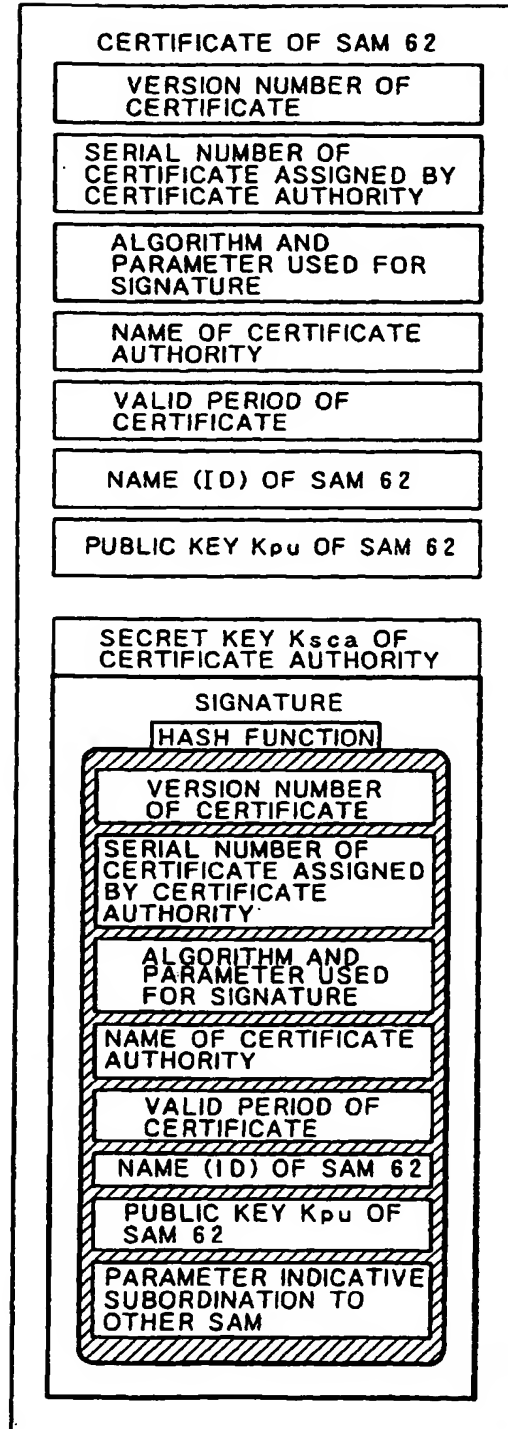 CERTIFICATE OF SAM 62
VERSION NUMBER OF
CERTIFICATE
SERIAL NUMBER OF
CERTIFICATE ASSIGNED BY
CERTIFICATE AUTHORITY
ALGORITHM AND
PARAMETER USED FOR
SIGNATURE
NAME OF CERTIFICATE
AUTHORITY
VALID PERIOD OF
CERTIFICATE
NAME (ID) OF SAM 62
PUBLIC KEY Kpu OF SAM 62
SECRET KEY Ksca OF
CERTIFICATE AUTHORITY
SIGNATURE
HASH FUNCTION
VERSION NUMBER
OF CERTIFICATE
SERIAL NUMBER OF
CERTIFICATE ASSIGNED
BY CERTIFICATE
AUTHORITY
ALGORITHM AND
PARAMETER USED
FOR SIGNATURE
NAME OF CERTIFICATE
AUTHORITY
VALID PERIOD OF
CERTIFICATE
NAME (ID) OF SAM 62
PUBLIC KEY Kpu OF
SAM 62
PARAMETER INDICATIVE
SUBORDINATION TO
OTHER SAM